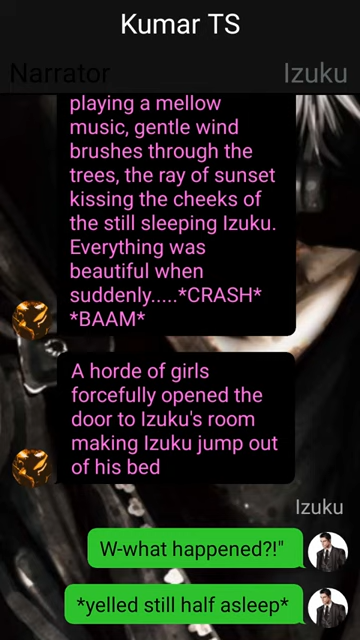 Kumar TS
Narrator
Izuku
playing a mellow
music, gentle wind
brushes through the
trees, the ray of sunset
kissing the cheeks of
the still sleeping Izuku.
Everything was
beautiful when
suddenly.....*CRASH*
*BAAM*
A horde of girls
forcefully opened the
door to Izuku's room
making Izuku jump out
of his bed
Izuku
W-what happened?!"
*yelled still half asleep*